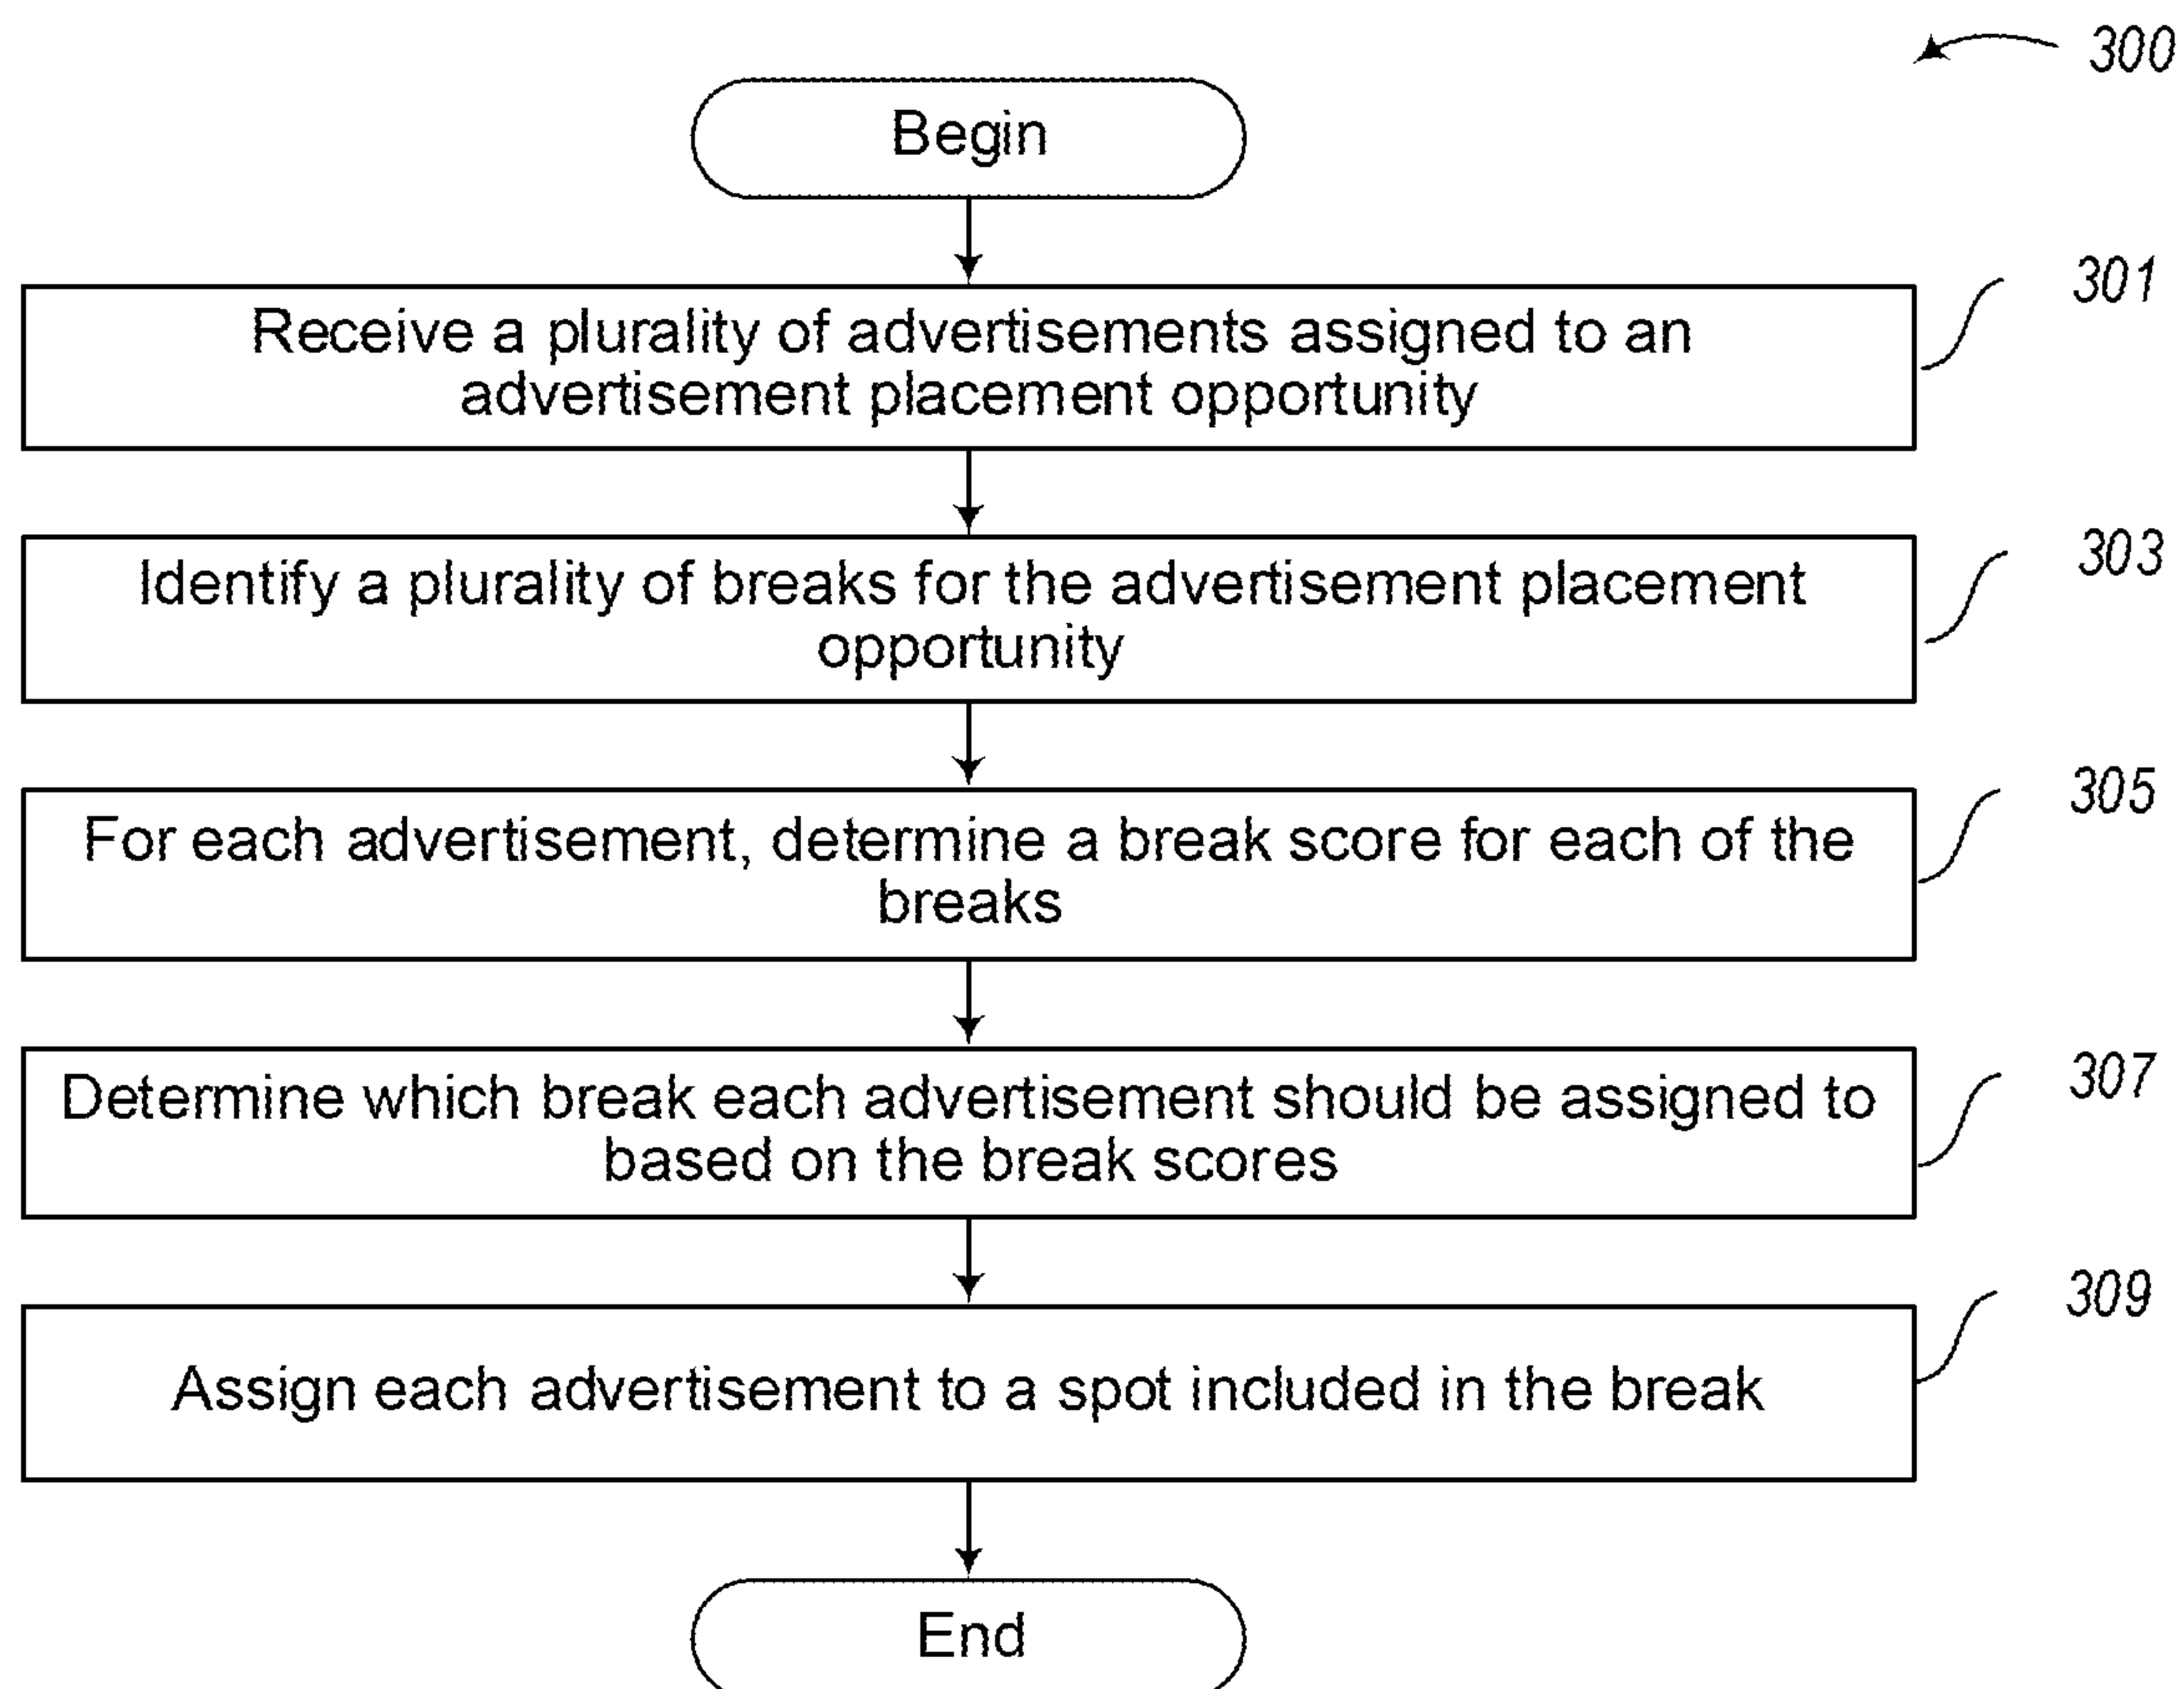 300
Begin
301
Receive a plurality of advertisements assigned to an
advertisement placement opportunity
303
Identify a plurality of breaks for the advertisement placement
opportunity
305
For each advertisement, determine a break score for each of the
breaks
307
Determine which break each advertisement should be assigned to
based on the break scores
309
Assign each advertisement to a spot included in the break
End